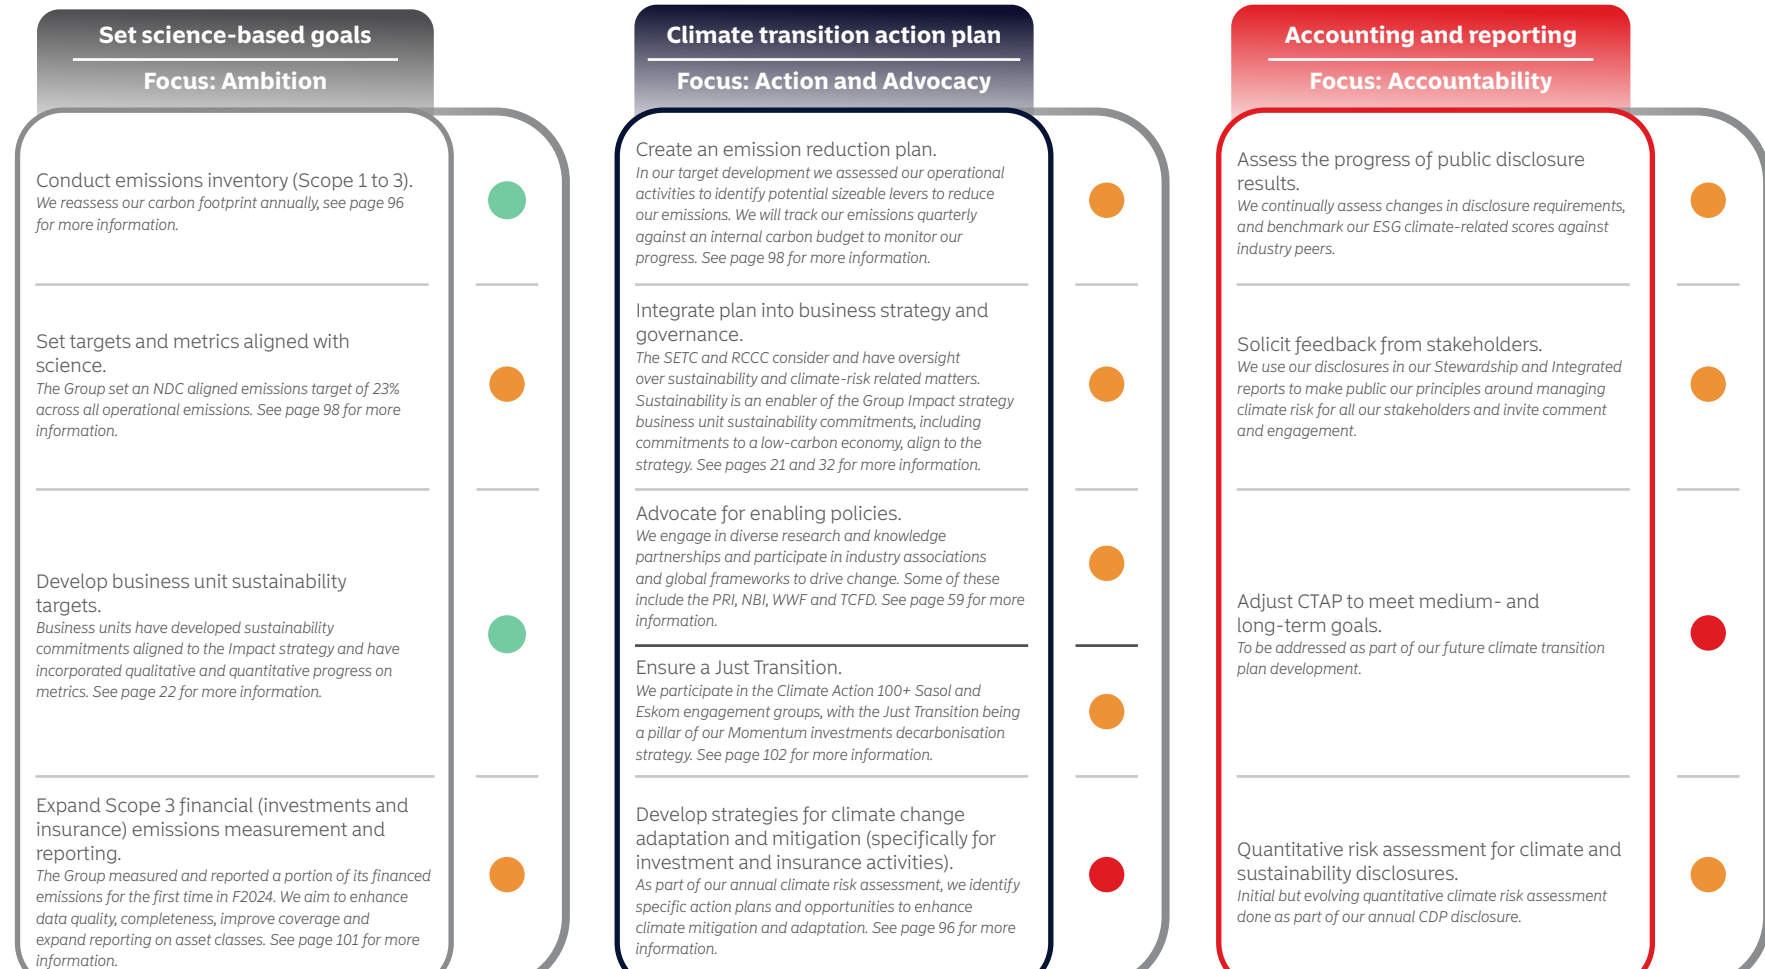 Set science-based goals
Focus: Ambition
Conduct emissions inventory (Scope 1 to 3).
We reassess our carbon footprint annually, see page 96
for more information.
Set targets and metrics aligned with
science.
The Group set an NDC aligned emissions target of 23%
across all operational emissions. See page 98 for more
information.
Develop business unit sustainability
targets.
Business units have developed sustainability
commitments aligned to the Impact strategy and have
incorporated qualitative and quantitative progress on
metrics. See page 22 for more information.
Expand Scope 3 financial (investments and
insurance) emissions measurement and
reporting.
The Group measured and reported a portion of its financed
emissions for the first time in F2024. We aim to enhance
data quality, completeness, improve coverage and
expand reporting on asset classes. See page 101 for more
information.
Climate transition action plan
Focus: Action and Advocacy
Create an emission reduction plan.
In our target development we assessed our operational
activities to identify potential sizeable levers to reduce
our emissions. We will track our emissions quarterly
against an internal carbon budget to monitor our
progress. See page 98 for more information.
Integrate plan into business strategy and
governance.
The SETC and RCCC consider and have oversight
over sustainability and climate-risk related matters.
Sustainability is an enabler of the Group Impact strategy
business unit sustainability commitments, including
commitments to a low-carbon economy, align to the
strategy. See pages 21 and 32 for more information.
Advocate for enabling policies.
We engage in diverse research and knowledge
partnerships and participate in industry associations
and global frameworks to drive change. Some of these
include the PRI, NBI, WWF and TCFD. See page 59 for more
information.
Ensure a Just Transition.
We participate in the Climate Action 100+ Sasol and
Eskom engagement groups, with the Just Transition being
a pillar of our Momentum investments decarbonisation
strategy. See page 102 for more information.
Develop strategies for climate change
adaptation and mitigation (specifically for
investment and insurance activities).
As part of our annual climate risk assessment, we identify
specific action plans and opportunities to enhance
climate mitigation and adaptation. See page 96 for more
information.
Accounting and reporting
Focus: Accountability
Assess the progress of public disclosure
results.
We continually assess changes in disclosure requirements,
and benchmark our ESG climate-related scores against
industry peers.
Solicit feedback from stakeholders.
We use our disclosures in our Stewardship and Integrated
reports to make public our principles around managing
climate risk for all our stakeholders and invite comment
and engagement.
Adjust CTAP to meet medium- and
long-term goals.
To be addressed as part of our future climate transition
plan development.
Quantitative risk assessment for climate and
sustainability disclosures.
Initial but evolving quantitative climate risk assessment
done as part of our annual CDP disclosure.